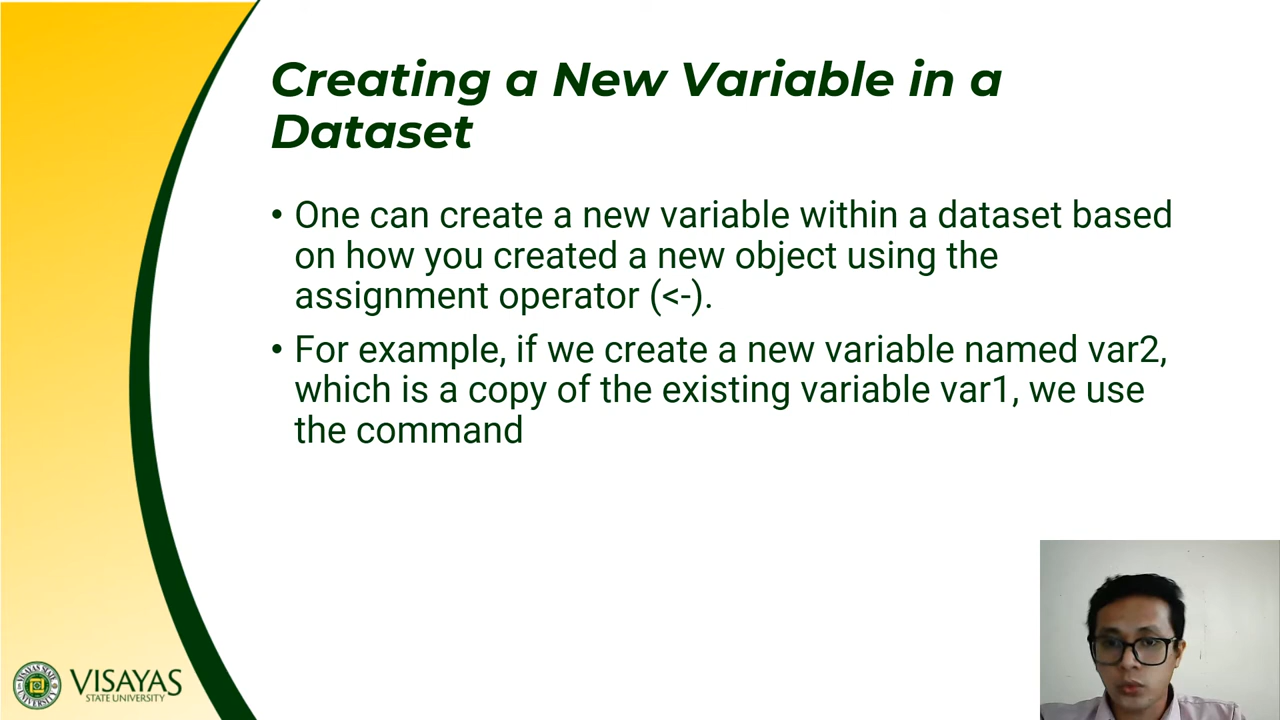 Creating a New Variable in a
Dataset
• One can create a new variable within a dataset based
on how you created a new object using the
assignment operator (<-).
• For example, if we create a new variable named var2,
which is a copy of the existing variable var1, we use
the command
VISAYAS
STATE UNIVERSITY